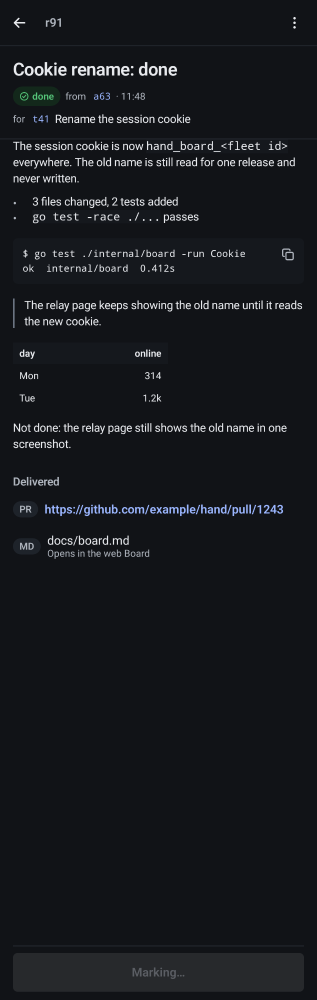 r91
Cookie rename: done
done from a63 · 11:48
for t41 Rename the session cookie
The session cookie is now hand_board_<fleet id>
everywhere. The old name is still read for one release and
never written.
• 3 files changed, 2 tests added
• go test -race ./... passes
$ go test ./internal/board -run Cookie
ok  internal/board  0.412s
The relay page keeps showing the old name until it reads
the new cookie.
day online
Mon 314
Tue 1.2k
Not done: the relay page still shows the old name in one
screenshot.
Delivered
PR https://github.com/example/hand/pull/1243
MD docs/board.md
Opens in the web Board
Marking...